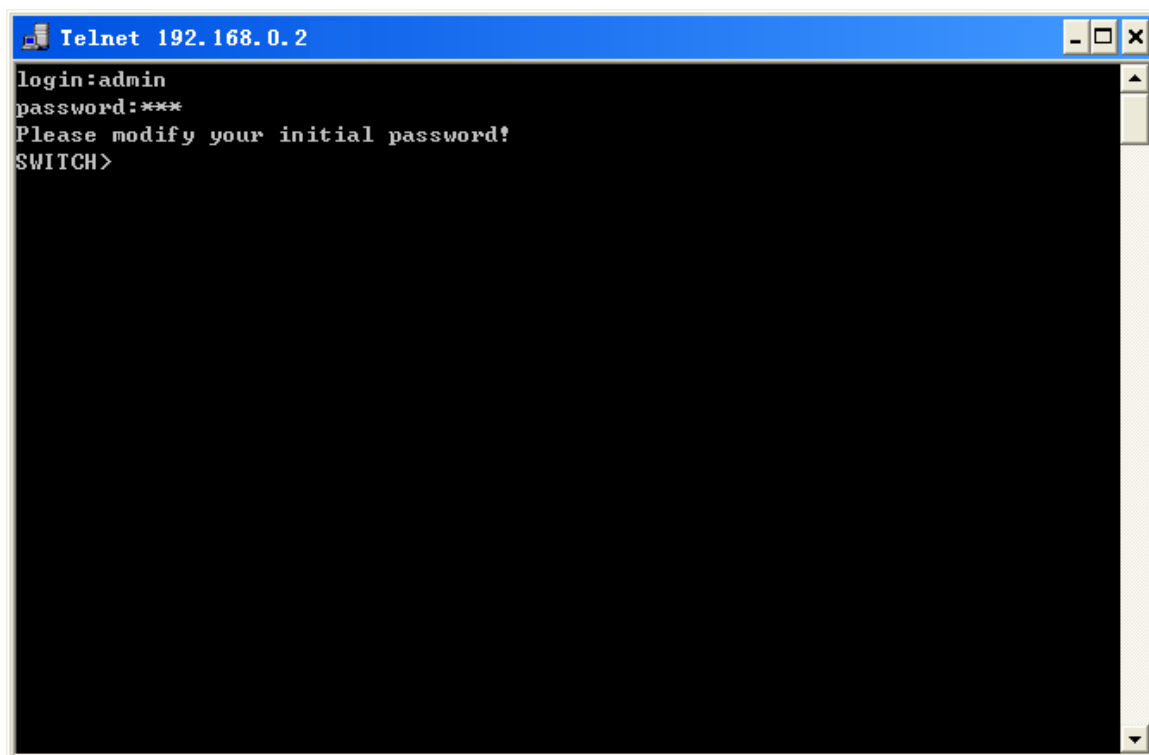 Telnet 192.168.0.2
login:admin
password:***
Please modify your initial password!
SWITCH>